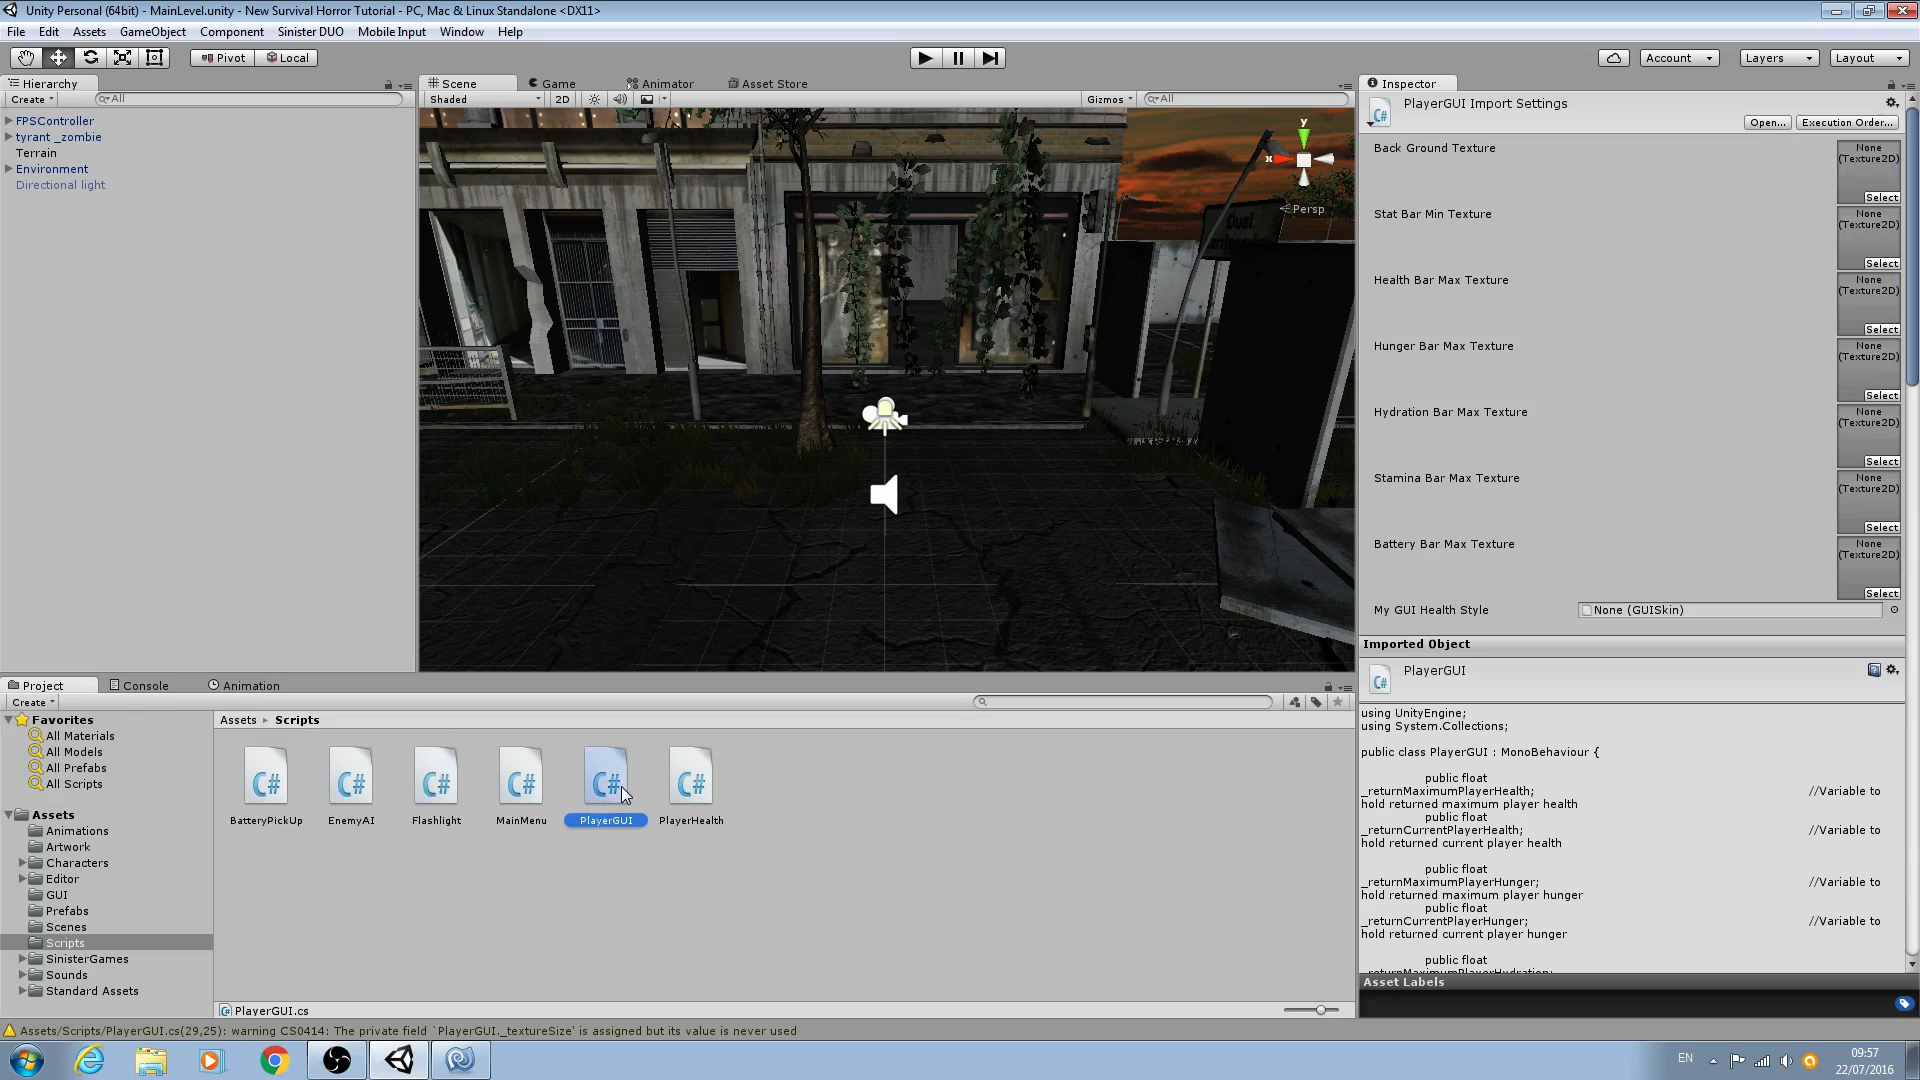 Unity Personal (64bit) - MainLevel.unity - New Survival Horror Tutorial - PC, Mac & Linux Standalone <DX11>
File Edit Assets GameObject Component Sinister DUO Mobile Input Window Help
Pivot Local Account Layers Layout
Hierarchy
Create All
FPSController
tyrant _zombie
Terrain
Environment
Directional light
Scene Game Animator Asset Store
Shaded 2D Gizmos All
y
x
Persp
Dual
Inspector
PlayerGUI Import Settings
Open... Execution Order...
Back Ground Texture
None
(Texture2D)
Select
Stat Bar Min Texture
None
(Texture2D)
Select
Health Bar Max Texture
None
(Texture2D)
Select
Hunger Bar Max Texture
None
(Texture2D)
Select
Hydration Bar Max Texture
None
(Texture2D)
Select
Stamina Bar Max Texture
None
(Texture2D)
Select
Battery Bar Max Texture
None
(Texture2D)
Select
My GUI Health Style None (GUISkin)
Imported Object
C# PlayerGUI
using UnityEngine;
using System.Collections;
public class PlayerGUI : MonoBehaviour {
public float
_returnMaximumPlayerHealth; //Variable to
hold returned maximum player health
public float
_returnCurrentPlayerHealth; //Variable to
hold returned current player health
public float
_returnMaximumPlayerHunger; //Variable to
hold returned maximum player hunger
public float
_returnCurrentPlayerHunger; //Variable to
hold returned current player hunger
public float
_returnMaximumPlayerHydration;
Asset Labels
Project Console Animation
Create
Favorites
All Materials
All Models
All Prefabs
All Scripts
Assets
Animations
Artwork
Characters
Editor
GUI
Prefabs
Scenes
Scripts
SinisterGames
Sounds
Standard Assets
Assets Scripts
C# C# C# C# C# C#
BatteryPickUp EnemyAI Flashlight MainMenu PlayerGUI PlayerHealth
PlayerGUI.cs
Assets/Scripts/PlayerGUI.cs(29,25): warning CS0414: The private field `PlayerGUI._textureSize' is assigned but its value is never used
EN
09:57
22/07/2016